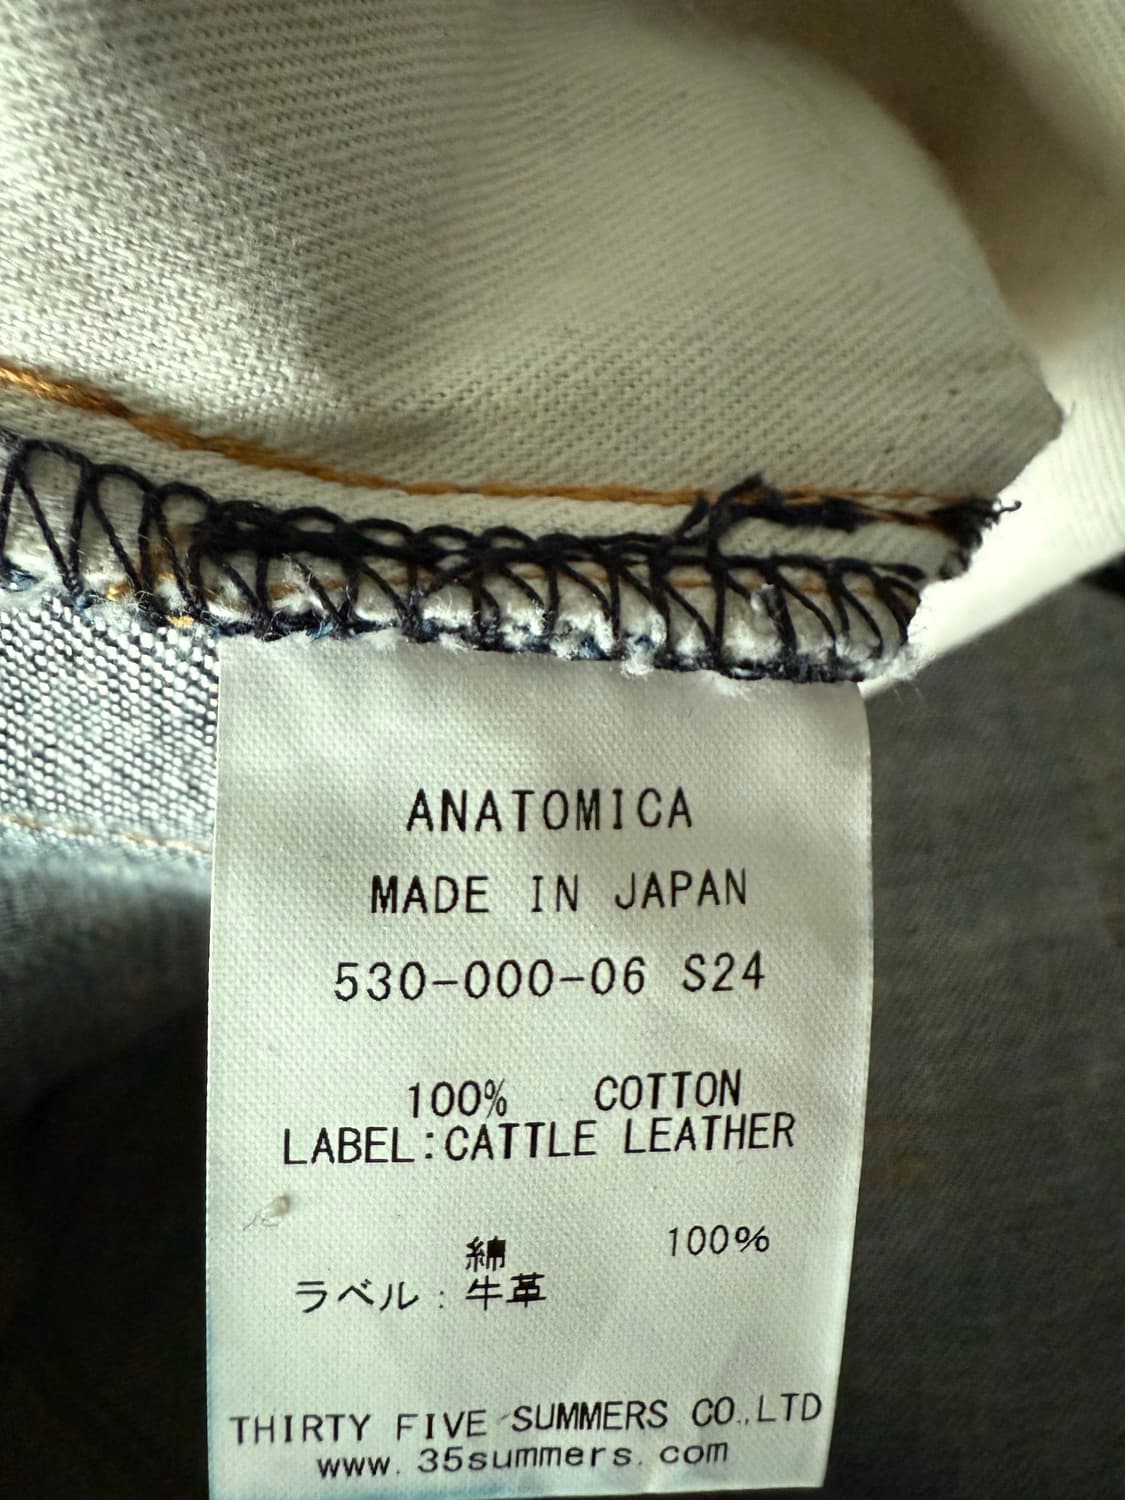 ANATOMICA
MADE IN JAPAN
530-000-06 S24
100% COTTON
LABEL:CATTLE LEATHER
綿 100%
ラベル:牛革
THIRTY FIVE SUMMERS CO.,LTD
www.35summers.com